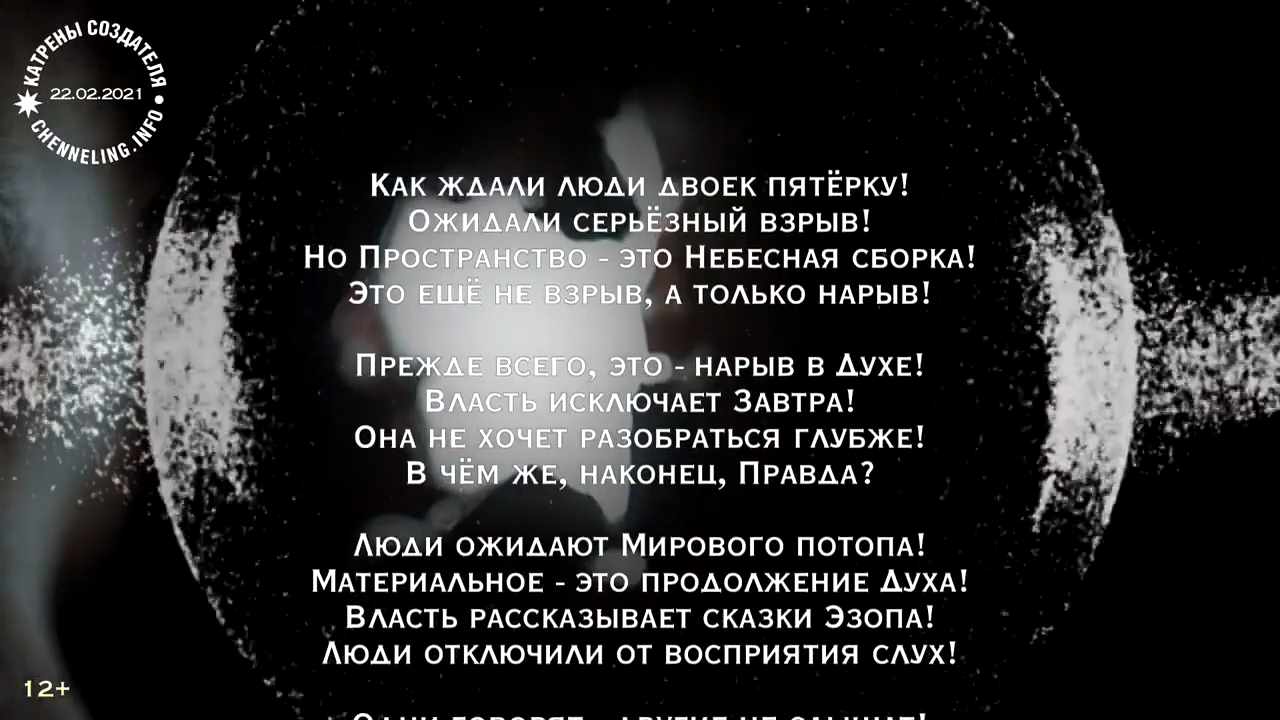 КАТРЕНЫ СОЗДАТЕЛЯ
22.02.2021
CHENNELING.INFO
Как ждали люди двоек пятёрку!
Ожидали серьёзный взрыв!
Но Пространство - это Небесная сборка!
Это ещё не взрыв, а только нарыв!
Прежде всего, это - нарыв в Духе!
Власть исключает Завтра!
Она не хочет разобраться глубже!
В чём же, наконец, Правда?
Люди ожидают Мирового потопа!
Материальное - это продолжение Духа!
Власть рассказывает сказки Эзопа!
Люди отключили от восприятия слух!
12+